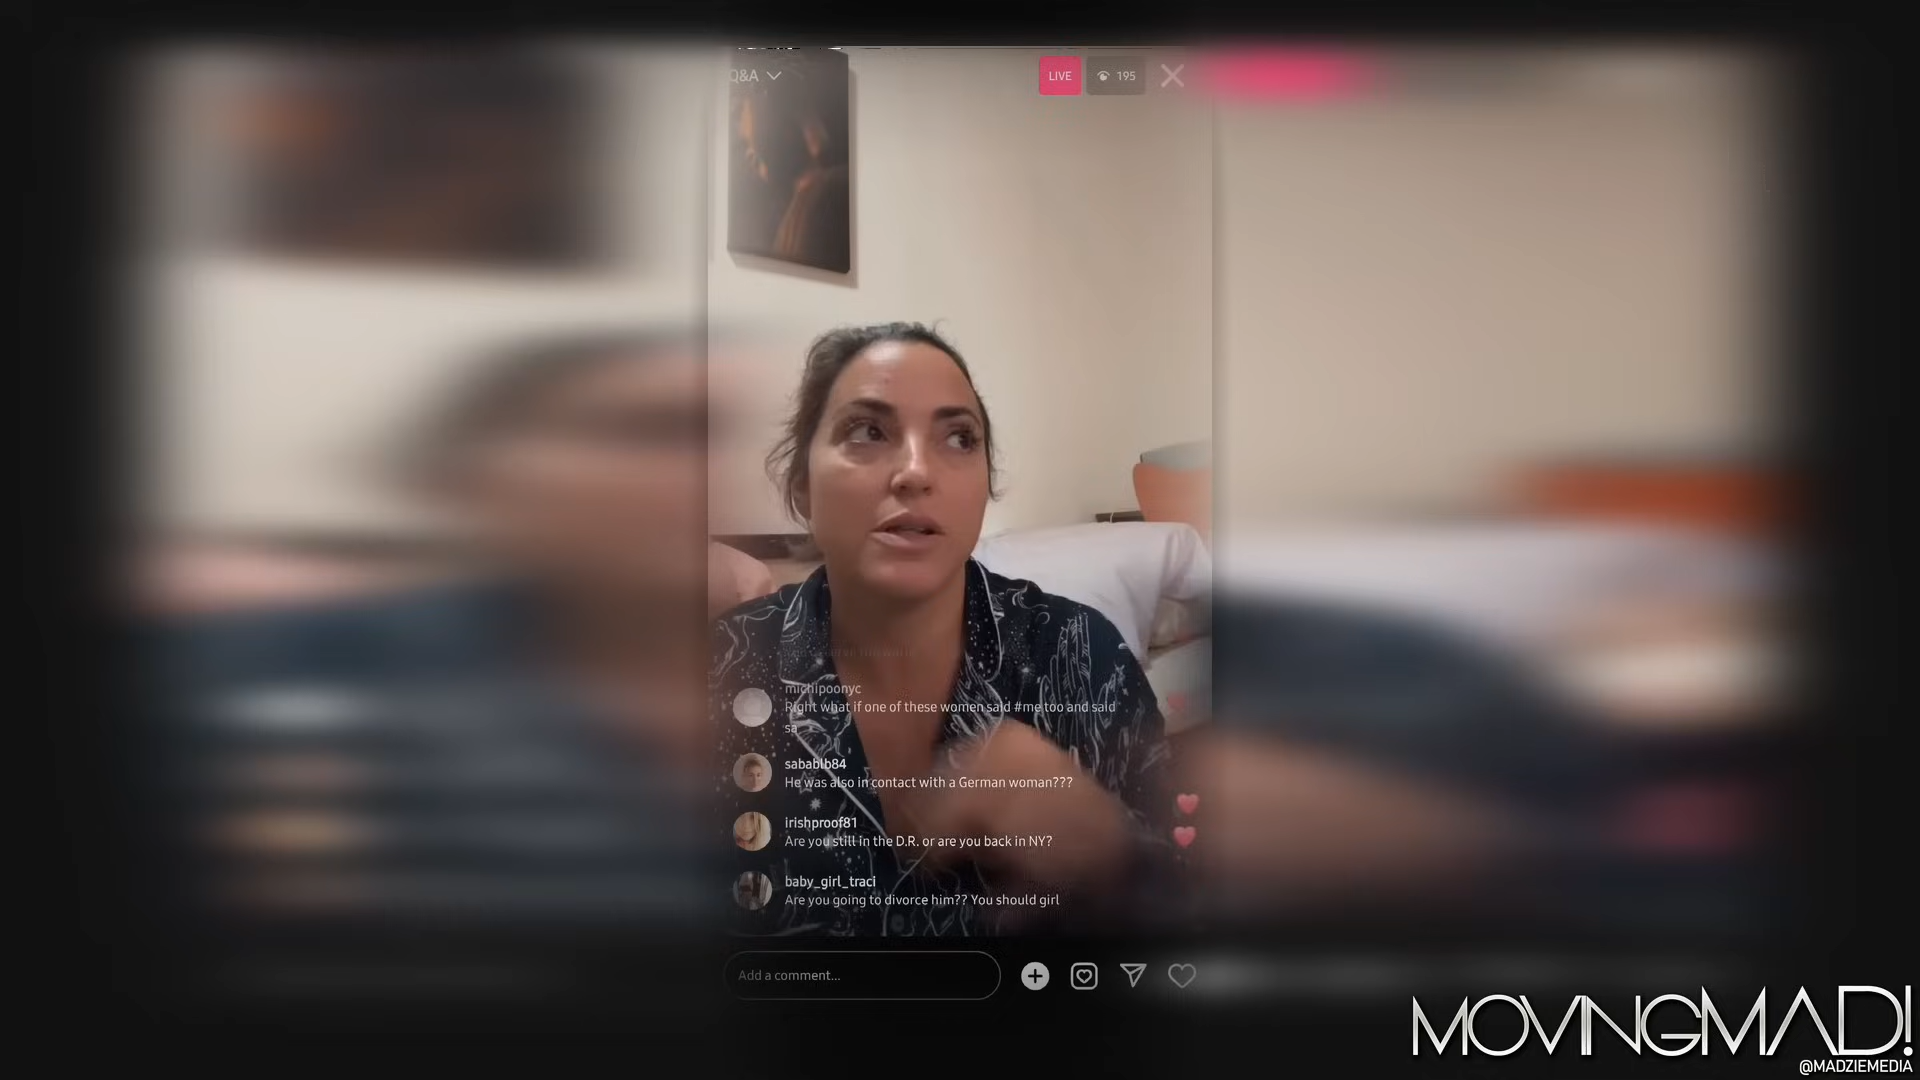 Q&A
LIVE
195
michipoonyc
Right what if one of these women said #me too and said
sa
sabablb84
He was also in contact with a German woman???
irishproof81
Are you still in the D.R. or are you back in NY?
baby_girl_traci
Are you going to divorce him?? You should girl
Add a comment...
MOVINGMAD!
@MADZIEMEDIA